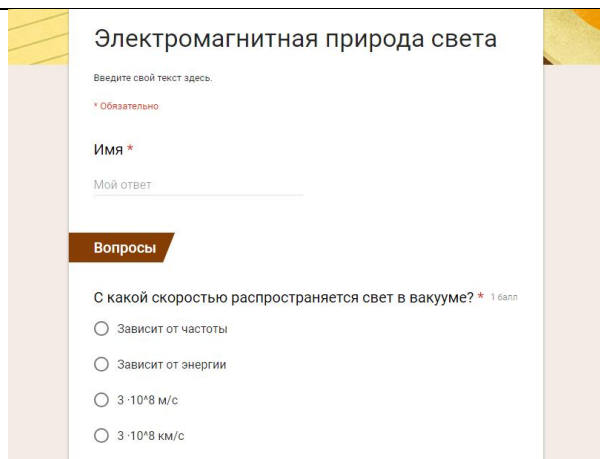 Электромагнитная природа света
Введите свой текст здесь.
* Обязательно
Имя *
Мой ответ
Вопросы
С какой скоростью распространяется свет в вакууме? * 1 балл
Зависит от частоты
Зависит от энергии
3 ·10^8 м/с
3 ·10^8 км/с